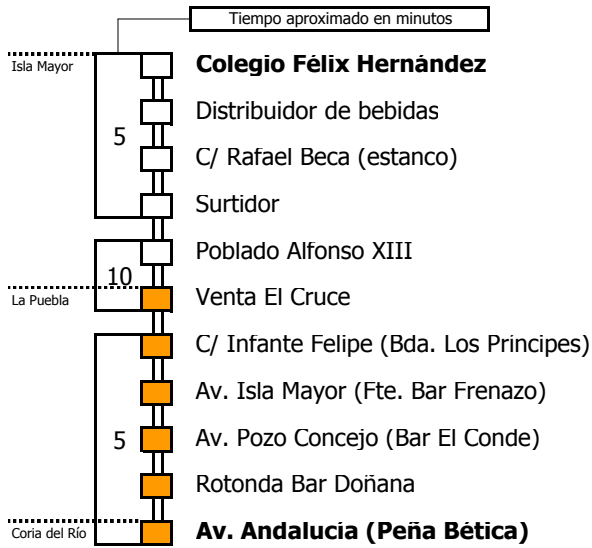 Tiempo aproximado en minutos
Isla Mayor
Colegio Félix Hernández
Distribuidor de bebidas
5
C/ Rafael Beca (estanco)
Surtidor
Poblado Alfonso XIII
10
La Puebla
Venta El Cruce
C/ Infante Felipe (Bda. Los Principes)
Av. Isla Mayor (Fte. Bar Frenazo)
5
Av. Pozo Concejo (Bar El Conde)
Rotonda Bar Doñana
Coria del Río
Av. Andalucía (Peña Bética)